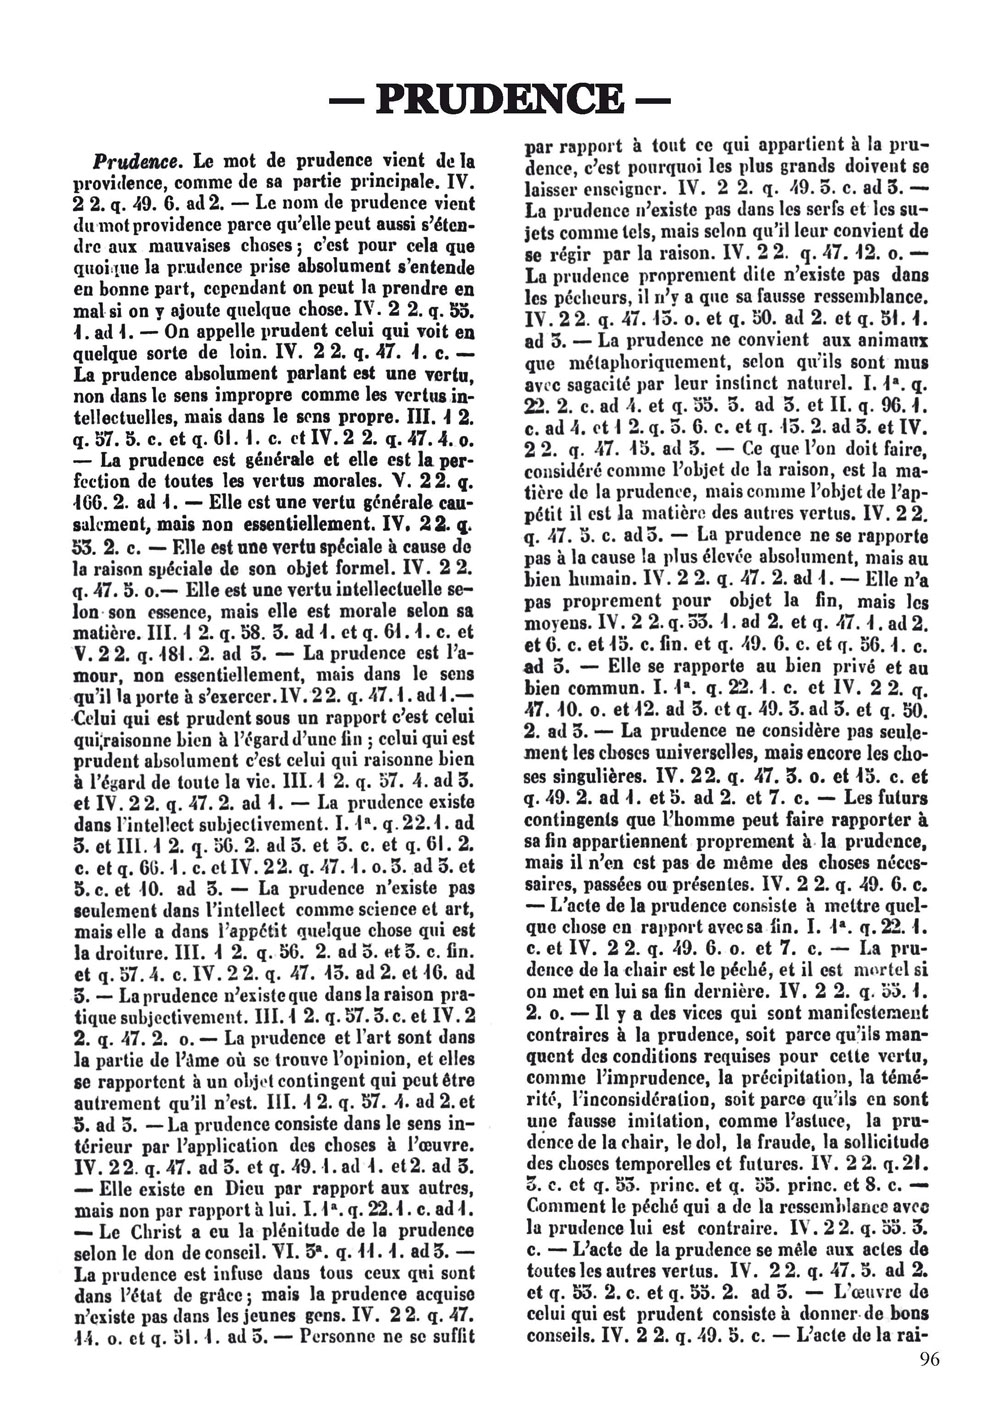 — PRUDENCE —
Prudence. Le mot de prudence vient de la
providence, comme de sa partie principale. IV.
2 2. q. 49. 6. ad 2. — Le nom de prudence vient
du mot providence parce qu'elle peut aussi s'éten-
dre aux mauvaises choses ; c'est pour cela que
quoique la prudence prise absolument s'entende
en bonne part, cependant on peut la prendre en
mal si on y ajoute quelque chose. IV. 2 2. q. 55.
1. ad 1. — On appelle prudent celui qui voit en
quelque sorte de loin. IV. 2 2. q. 47. 1. c. —
La prudence absolument parlant est une vertu,
non dans le sens impropre comme les vertus in-
tellectuelles, mais dans le sens propre. III. 1 2.
q. 57. 5. c. et q. 61. 1. c. et IV. 2 2. q. 47. 4. o.
— La prudence est générale et elle est la per-
fection de toutes les vertus morales. V. 2 2. q.
166. 2. ad 1. — Elle est une vertu générale cau-
salement, mais non essentiellement. IV. 2 2. q.
53. 2. c. — Elle est une vertu spéciale à cause de
la raison spéciale de son objet formel. IV. 2 2.
q. 47. 5. o. — Elle est une vertu intellectuelle se-
lon son essence, mais elle est morale selon sa
matière. III. 1 2. q. 58. 3. ad 1. et q. 61. 1. c. et
V. 2 2. q. 181. 2. ad 3. — La prudence est l'a-
mour, non essentiellement, mais dans le sens
qu'il la porte à s'exercer. IV. 2 2. q. 47. 1. ad 1. —
Celui qui est prudent sous un rapport c'est celui
qui raisonne bien à l'égard d'une fin ; celui qui est
prudent absolument c'est celui qui raisonne bien
à l'égard de toute la vie. III. 1 2. q. 57. 4. ad 3.
et IV. 2 2. q. 47. 2. ad 1. — La prudence existe
dans l'intellect subjectivement. I. 1ª. q. 22. 1. ad
3. et III. 1 2. q. 56. 2. ad 3. et 3. c. et q. 61. 2.
c. et q. 66. 1. c. et IV. 2 2. q. 47. 1. o. 3. ad 3. et
5. c. et 10. ad 3. — La prudence n'existe pas
seulement dans l'intellect comme science et art,
mais elle a dans l'appétit quelque chose qui est
la droiture. III. 1 2. q. 56. 2. ad 3. et 3. c. fin.
et q. 57. 4. c. IV. 2 2. q. 47. 13. ad 2. et 16. ad
3. — La prudence n'existe que dans la raison pra-
tique subjectivement. III. 1 2. q. 57. 3. c. et IV. 2
2. q. 47. 2. o. — La prudence et l'art sont dans
la partie de l'âme où se trouve l'opinion, et elles
se rapportent à un objet contingent qui peut être
autrement qu'il n'est. III. 1 2. q. 57. 4. ad 2. et
5. ad 3. — La prudence consiste dans le sens in-
térieur par l'application des choses à l'œuvre.
IV. 2 2. q. 47. ad 3. et q. 49. 1. ad 1. et 2. ad 3.
— Elle existe en Dieu par rapport aux autres,
mais non par rapport à lui. I. 1ª. q. 22. 1. c. ad 1.
— Le Christ a eu la plénitude de la prudence
selon le don de conseil. VI. 3ª. q. 11. 1. ad 3. —
La prudence est infuse dans tous ceux qui sont
dans l'état de grâce ; mais la prudence acquise
n'existe pas dans les jeunes gens. IV. 2 2. q. 47.
14. o. et q. 51. 1. ad 3. — Personne ne se suffit
par rapport à tout ce qui appartient à la pru-
dence, c'est pourquoi les plus grands doivent se
laisser enseigner. IV. 2 2. q. 49. 3. c. ad 3. —
La prudence n'existe pas dans les serfs et les su-
jets comme tels, mais selon qu'il leur convient de
se régir par la raison. IV. 2 2. q. 47. 12. o. —
La prudence proprement dite n'existe pas dans
les pécheurs, il n'y a que sa fausse ressemblance.
IV. 2 2. q. 47. 13. o. et q. 50. ad 2. et q. 51. 1.
ad 3. — La prudence ne convient aux animaux
que métaphoriquement, selon qu'ils sont mus
avec sagacité par leur instinct naturel. I. 1ª. q.
22. 2. c. ad 4. et q. 55. 3. ad 3. et II. q. 96. 1.
c. ad 4. et 1 2. q. 3. 6. c. et q. 13. 2. ad 3. et IV.
2 2. q. 47. 15. ad 3. — Ce que l'on doit faire,
considéré comme l'objet de la raison, est la ma-
tière de la prudence, mais comme l'objet de l'ap-
pétit il est la matière des autres vertus. IV. 2 2.
q. 47. 5. c. ad 3. — La prudence ne se rapporte
pas à la cause la plus élevée absolument, mais au
bien humain. IV. 2 2. q. 47. 2. ad 1. — Elle n'a
pas proprement pour objet la fin, mais les
moyens. IV. 2 2. q. 33. 1. ad 2. et q. 47. 1. ad 2.
et 6. c. et 15. c. fin. et q. 49. 6. c. et q. 56. 1. c.
ad 3. — Elle se rapporte au bien privé et au
bien commun. I. 1ª. q. 22. 1. c. et IV. 2 2. q.
47. 10. o. et 12. ad 3. et q. 49. 3. ad 3. et q. 50.
2. ad 3. — La prudence ne considère pas seule-
ment les choses universelles, mais encore les cho-
ses singulières. IV. 2 2. q. 47. 3. o. et 15. c. et
q. 49. 2. ad 1. et 5. ad 2. et 7. c. — Les futurs
contingents que l'homme peut faire rapporter à
sa fin appartiennent proprement à la prudence,
mais il n'en est pas de même des choses néces-
saires, passées ou présentes. IV. 2 2. q. 49. 6. c.
— L'acte de la prudence consiste à mettre quel-
que chose en rapport avec sa fin. I. 1ª. q. 22. 1.
c. et IV. 2 2. q. 49. 6. o. et 7. c. — La pru-
dence de la chair est le péché, et il est mortel si
on met en lui sa fin dernière. IV. 2 2. q. 55. 1.
2. o. — Il y a des vices qui sont manifestement
contraires à la prudence, soit parce qu'ils man-
quent des conditions requises pour cette vertu,
comme l'imprudence, la précipitation, la témé-
rité, l'inconsidération, soit parce qu'ils en sont
une fausse imitation, comme l'astuce, la pru-
dence de la chair, le dol, la fraude, la sollicitude
des choses temporelles et futures. IV. 2 2. q. 21.
3. c. et q. 53. princ. et q. 55. princ. et 8. c. —
Comment le péché qui a de la ressemblance avec
la prudence lui est contraire. IV. 2 2. q. 55. 3.
c. — L'acte de la prudence se mêle aux actes de
toutes les autres vertus. IV. 2 2. q. 47. 5. ad 2.
et q. 53. 2. c. et q. 55. 2. ad 3. — L'œuvre de
celui qui est prudent consiste à donner de bons
conseils. IV. 2 2. q. 49. 5. c. — L'acte de la rai-
96